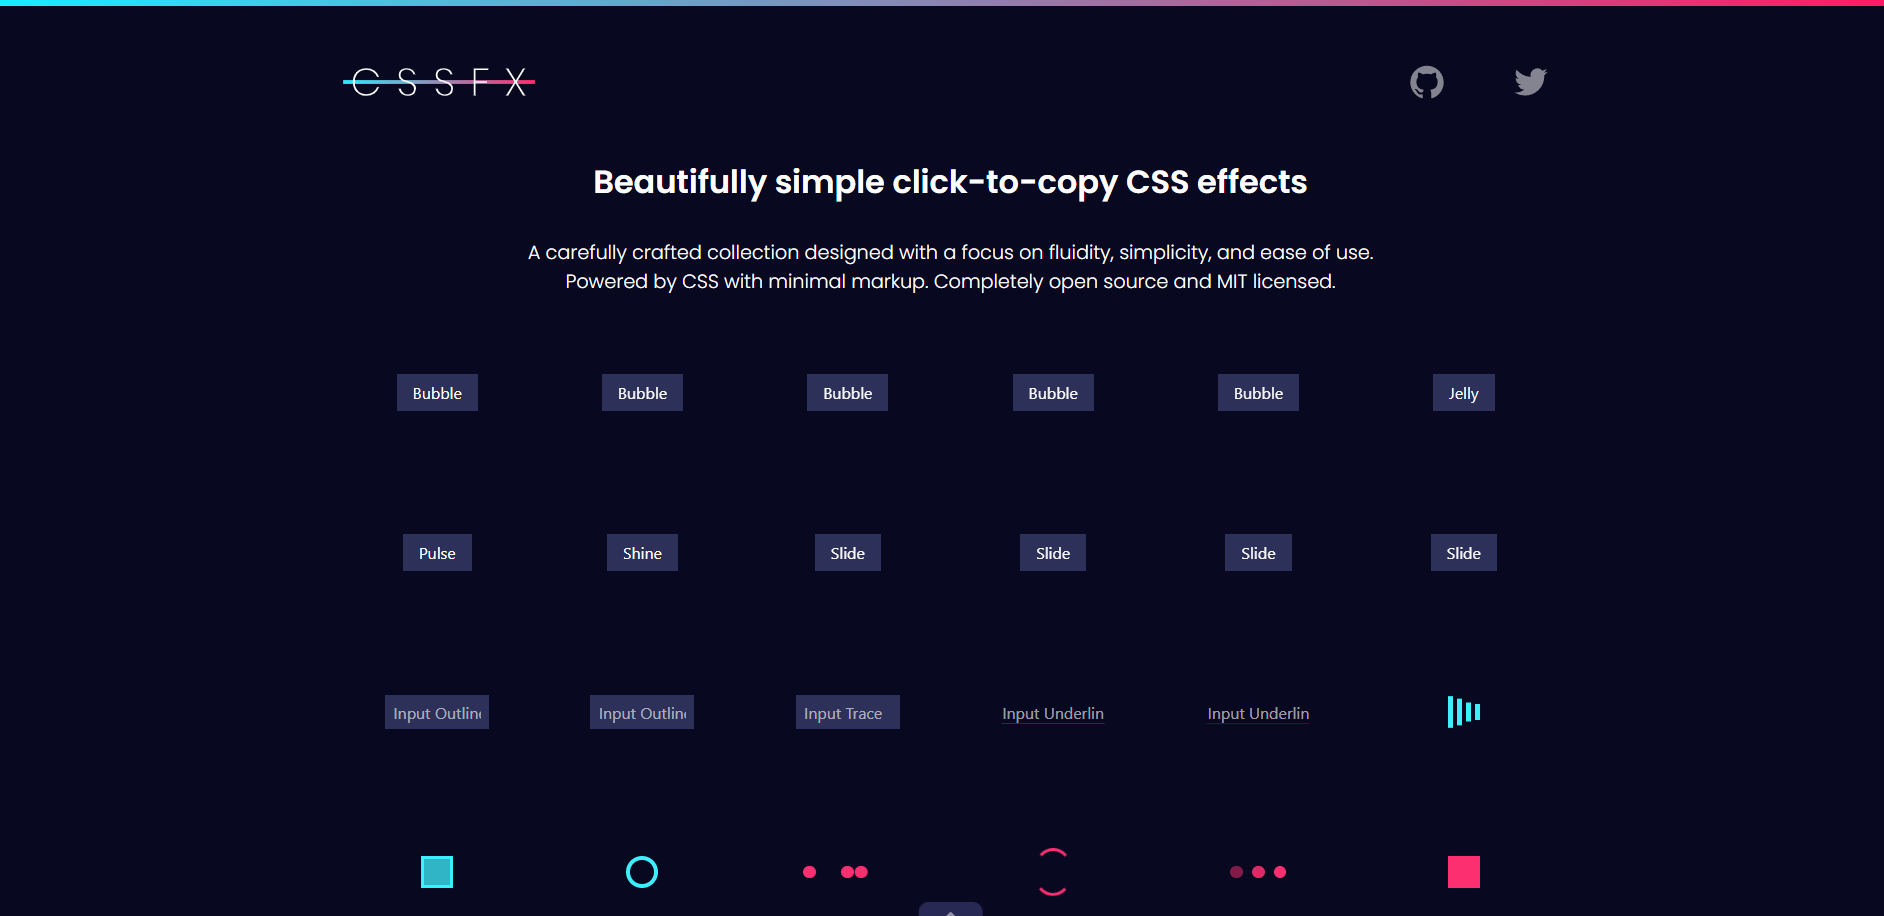 CSSFX
Beautifully simple click-to-copy CSS effects
A carefully crafted collection designed with a focus on fluidity, simplicity, and ease of use.
Powered by CSS with minimal markup. Completely open source and MIT licensed.
Bubble Bubble Bubble Bubble Bubble Jelly
Pulse Shine Slide Slide Slide Slide
Input Outlin Input Outlin Input Trace Input Underlin Input Underlin